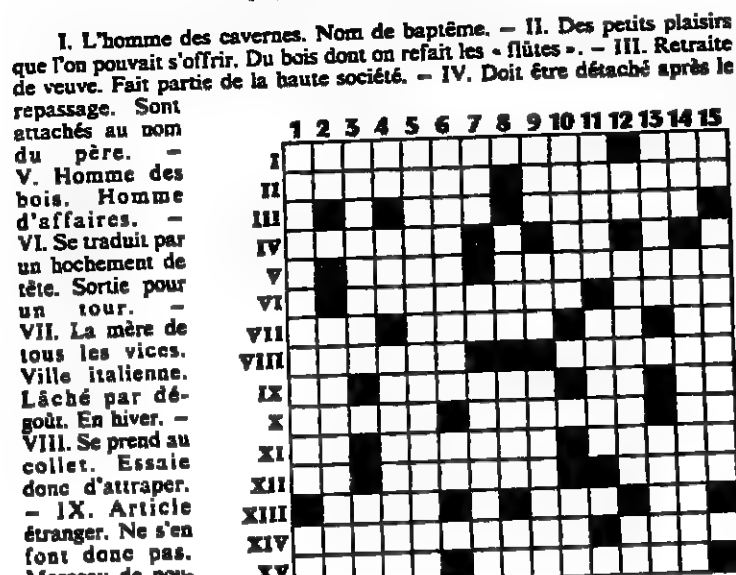 I. L'homme des cavernes. Nom de baptême. — II. Des petits plaisirs
que l'on pouvait s'offrir. Du bois dont on refait les « flûtes ». — III. Retraite
de veuve. Fait partie de la haute société. — IV. Doit être détaché après le
repassage. Sont
attachés au nom
du père. —
V. Homme des
bois. Homme
d'affaires. —
VI. Se traduit par
un hochement de
tête. Sortie pour
un tour. —
VII. La mère de
tous les vices.
Ville italienne.
Lâché par dé-
goût. En hiver. —
VIII. Se prend au
collet. Essaie
donc d'attraper.
— IX. Article
étranger. Ne s'en
font donc pas.
1 2 3 4 5 6 7 8 9 10 11 12 13 14 15
I
II
III
IV
V
VI
VII
VIII
IX
X
XI
XII
XIII
XIV
XV